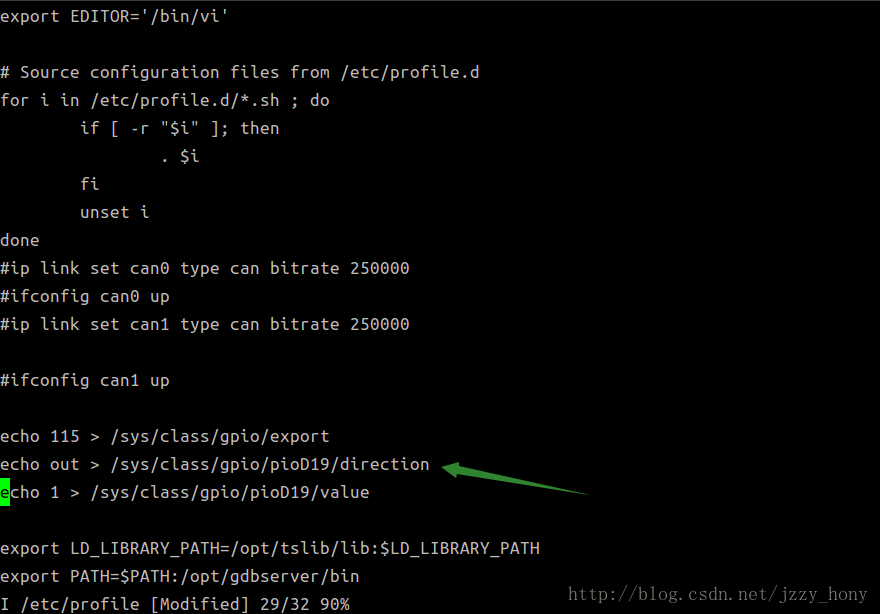 export EDITOR='/bin/vi'
# Source configuration files from /etc/profile.d
for i in /etc/profile.d/*.sh ; do
        if [ -r "$i" ]; then
                . $i
        fi
        unset i
done
#ip link set can0 type can bitrate 250000
#ifconfig can0 up
#ip link set can1 type can bitrate 250000
#ifconfig can1 up
echo 115 > /sys/class/gpio/export
echo out > /sys/class/gpio/pioD19/direction
echo 1 > /sys/class/gpio/pioD19/value
export LD_LIBRARY_PATH=/opt/tslib/lib:$LD_LIBRARY_PATH
export PATH=$PATH:/opt/gdbserver/bin
I /etc/profile [Modified] 29/32 90%
http://blog.csdn.net/jzzy_hony